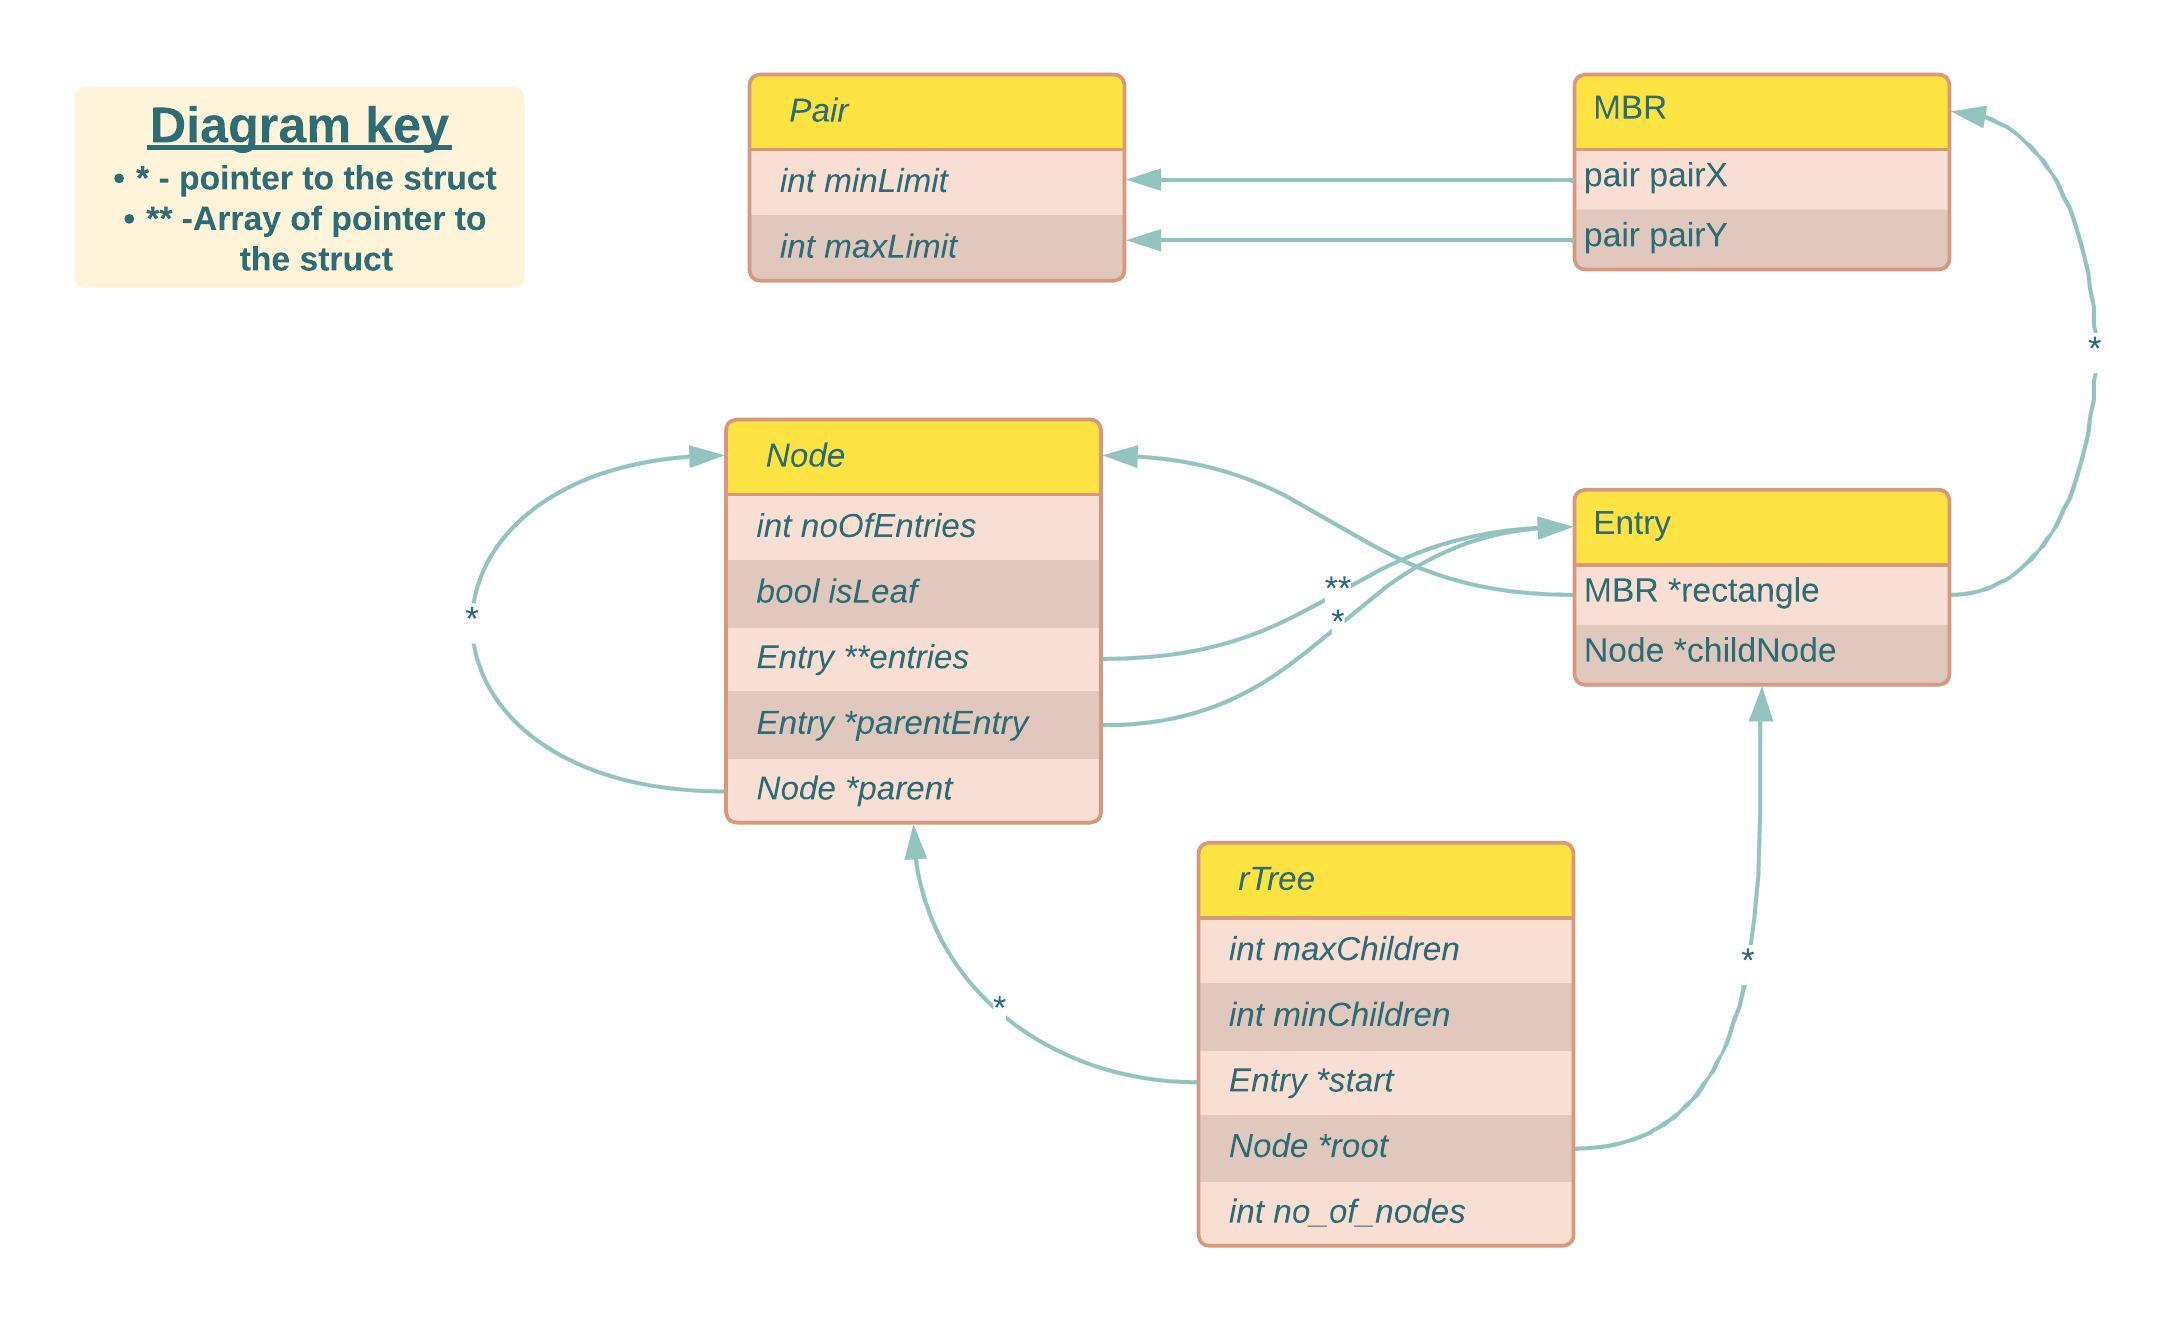 Diagram key
• * - pointer to the struct
• ** -Array of pointer to
the struct
Pair
int minLimit
int maxLimit
MBR
pair pairX
pair pairY
*
Node
int noOfEntries
bool isLeaf
Entry **entries
Entry *parentEntry
Node *parent
*
**
*
Entry
MBR *rectangle
Node *childNode
rTree
int maxChildren
int minChildren
Entry *start
Node *root
int no_of_nodes
*
*